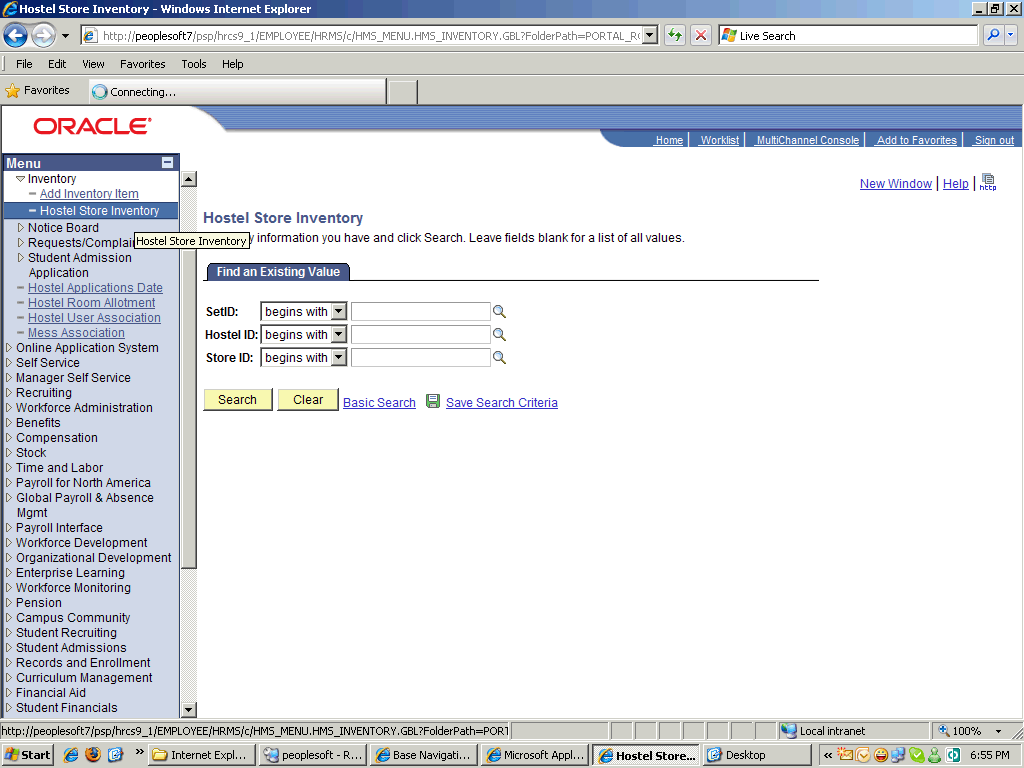 Hostel Store Inventory - Windows Internet Explorer
http://peoplesoft7/psp/hrcs9_1/EMPLOYEE/HRMS/c/HMS_MENU.HMS_INVENTORY.GBL?FolderPath=PORTAL_R
Live Search
File Edit View Favorites Tools Help
Favorites
Connecting...
ORACLE
Home Worklist MultiChannel Console Add to Favorites Sign out
Menu
Inventory
Add Inventory Item
Hostel Store Inventory
Notice Board
Requests/Complai
Student Admission
Application
Hostel Applications Date
Hostel Room Allotment
Hostel User Association
Mess Association
Online Application System
Self Service
Manager Self Service
Recruiting
Workforce Administration
Benefits
Compensation
Stock
Time and Labor
Payroll for North America
Global Payroll & Absence
Mgmt
Payroll Interface
Workforce Development
Organizational Development
Enterprise Learning
Workforce Monitoring
Pension
Campus Community
Student Recruiting
Student Admissions
Records and Enrollment
Curriculum Management
Financial Aid
Student Financials
Hostel Store Inventory
New Window | Help | http
Hostel Store Inventory
y information you have and click Search. Leave fields blank for a list of all values.
Find an Existing Value
SetID: begins with
Hostel ID: begins with
Store ID: begins with
Search Clear Basic Search Save Search Criteria
http://peoplesoft7/psp/hrcs9_1/EMPLOYEE/HRMS/c/HMS_MENU.HMS_INVENTORY.GBL?FolderPath=PORT
Local intranet
100%
Start
»
Internet Expl...
peoplesoft - R...
Base Navigati...
Microsoft Appl...
Hostel Store...
Desktop
«
6:55 PM